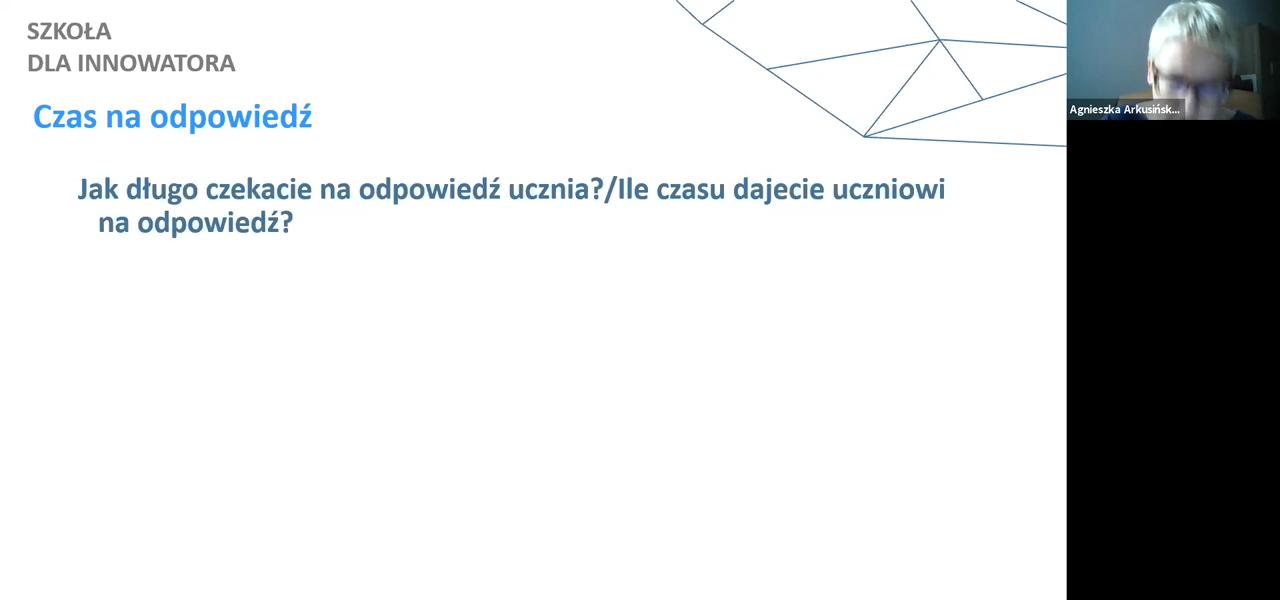 SZKOŁA
DLA INNOWATORA
Czas na odpowiedź
Jak długo czekacie na odpowiedź ucznia?/Ile czasu dajecie uczniowi
na odpowiedź?
Agnieszka Arkusińsk...